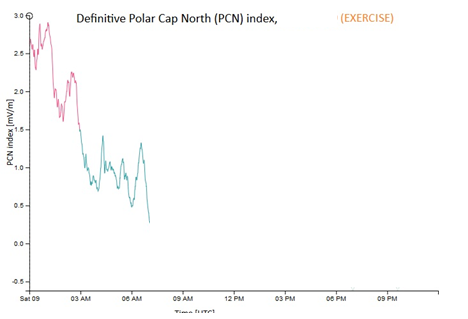 Definitive Polar Cap North (PCN) index, (EXERCISE)
3.0
2.5
2.0
1.5
1.0
0.5
0.0
-0.5
PCN index [mV/m]
Sat 09 03 AM 06 AM 09 AM 12 PM 03 PM 06 PM 09 PM
Time [UTC]